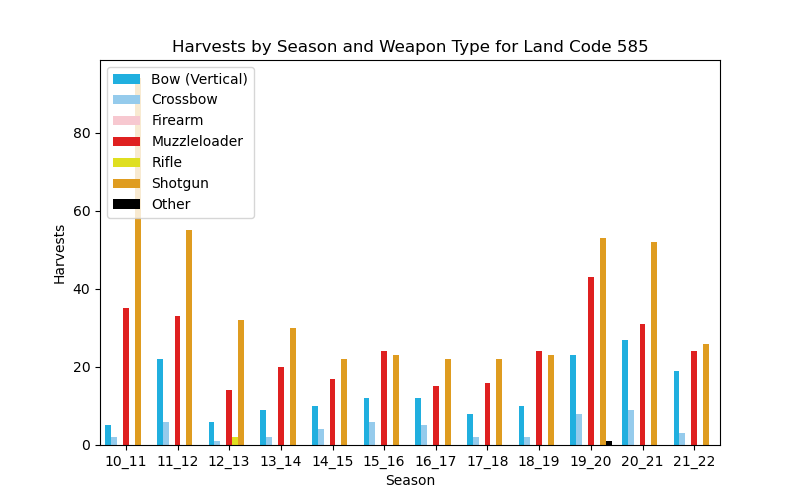 Harvests by Season and Weapon Type for Land Code 585
Bow (Vertical)
Crossbow
Firearm
Muzzleloader
Rifle
Shotgun
Other
80
60
40
20
0
Harvests
10_11 11_12 12_13 13_14 14_15 15_16 16_17 17_18 18_19 19_20 20_21 21_22
Season